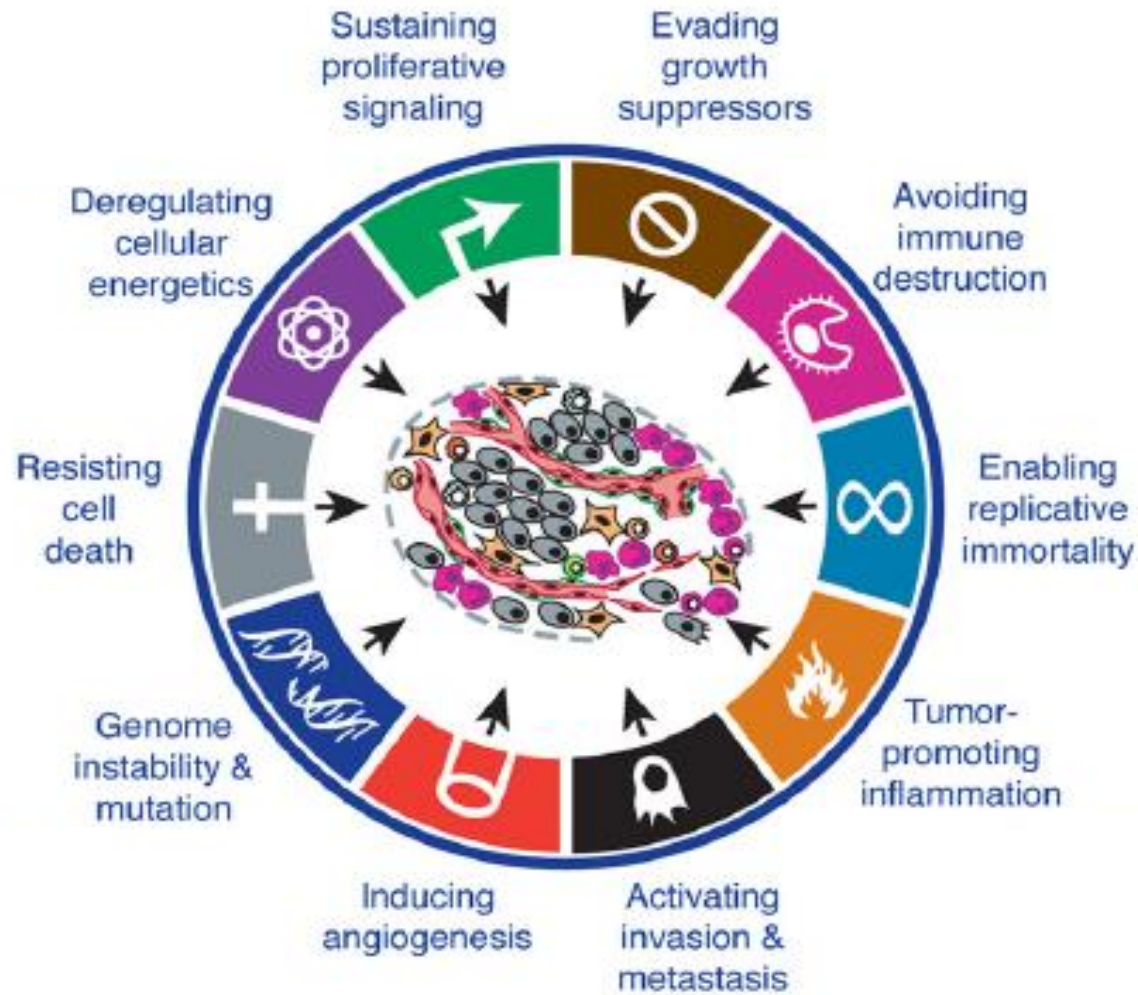 Sustaining
proliferative
signaling
Evading
growth
suppressors
Avoiding
immune
destruction
Enabling
replicative
immortality
Tumor-
promoting
inflammation
Activating
invasion &
metastasis
Inducing
angiogenesis
Genome
instability &
mutation
Resisting
cell
death
Deregulating
cellular
energetics